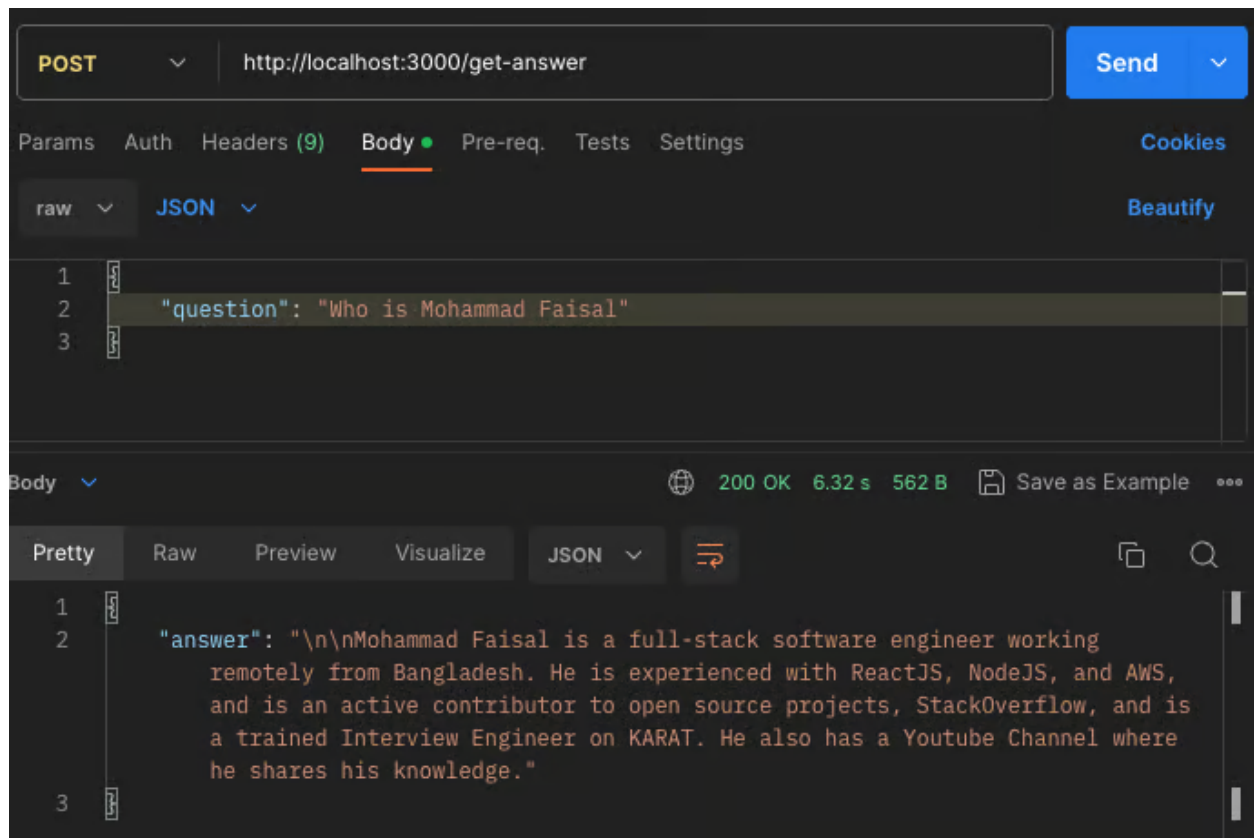 POST http://localhost:3000/get-answer Send
Params Auth Headers (9) Body Pre-req. Tests Settings Cookies
raw JSON Beautify
1 {
2 "question": "Who is Mohammad Faisal"
3 }
Body 200 OK 6.32 s 562 B Save as Example
Pretty Raw Preview Visualize JSON
1 {
2 "answer": "\n\nMohammad Faisal is a full-stack software engineer working
remotely from Bangladesh. He is experienced with ReactJS, NodeJS, and AWS,
and is an active contributor to open source projects, StackOverflow, and is
a trained Interview Engineer on KARAT. He also has a Youtube Channel where
he shares his knowledge."
3 }